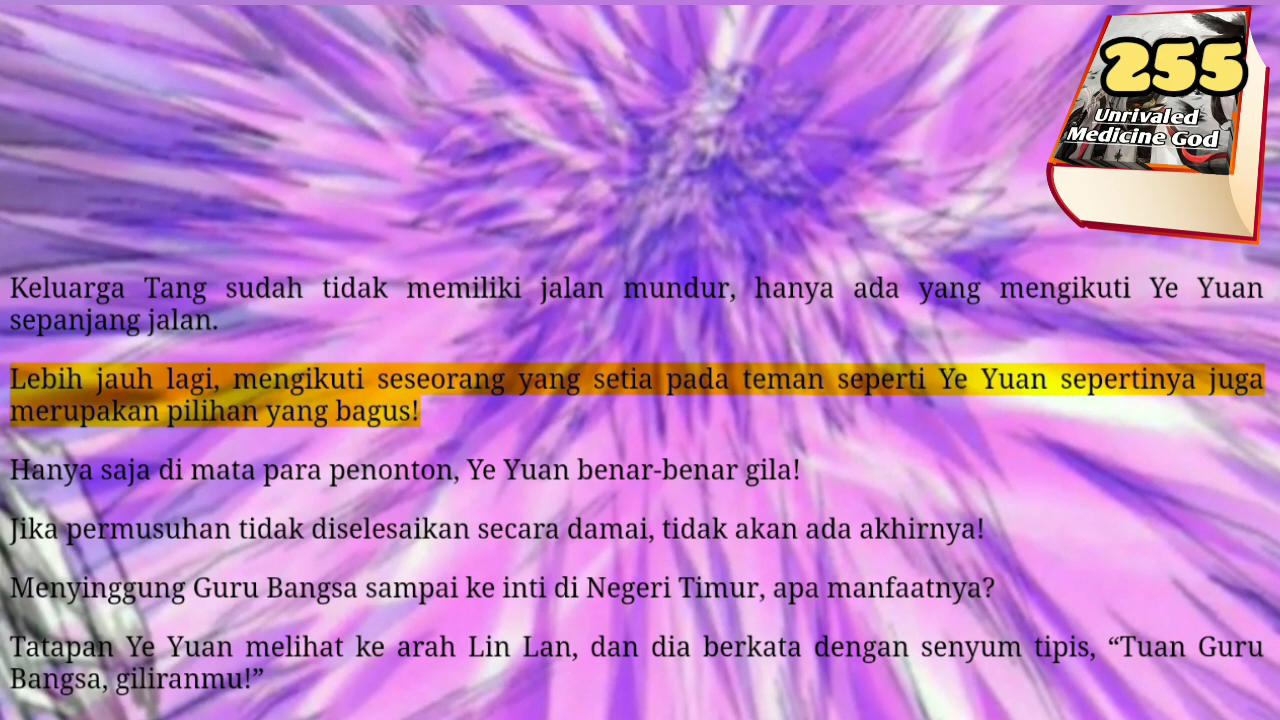 255
Unrivaled
Medicine God
Keluarga Tang sudah tidak memiliki jalan mundur, hanya ada yang mengikuti Ye Yuan
sepanjang jalan.
Lebih jauh lagi, mengikuti seseorang yang setia pada teman seperti Ye Yuan sepertinya juga
merupakan pilihan yang bagus!
Hanya saja di mata para penonton, Ye Yuan benar-benar gila!
Jika permusuhan tidak diselesaikan secara damai, tidak akan ada akhirnya!
Menyinggung Guru Bangsa sampai ke inti di Negeri Timur, apa manfaatnya?
Tatapan Ye Yuan melihat ke arah Lin Lan, dan dia berkata dengan senyum tipis, “Tuan Guru
Bangsa, giliranmu!”